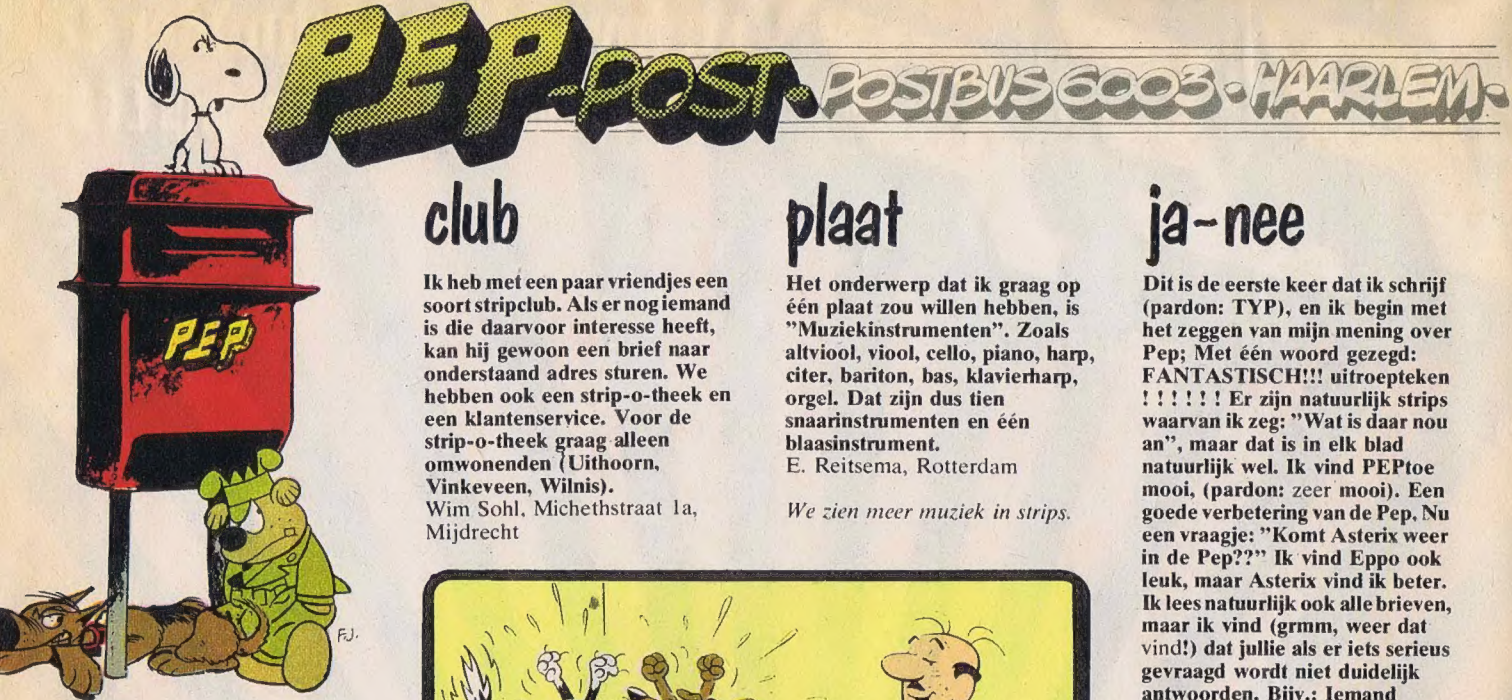 PEP-POST-
POSTBUS 6003 • HAARLEM-
PEP
F.J.
club
Ik heb met een paar vriendjes een
soort stripclub. Als er nog iemand
is die daarvoor interesse heeft,
kan hij gewoon een brief naar
onderstaand adres sturen. We
hebben ook een strip-o-theek en
een klantenservice. Voor de
strip-o-theek graag alleen
omwonenden (Uithoorn,
Vinkeveen, Wilnis).
Wim Sohl, Michethstraat 1a,
Mijdrecht
plaat
Het onderwerp dat ik graag op
één plaat zou willen hebben, is
”Muziekinstrumenten”. Zoals
altviool, viool, cello, piano, harp,
citer, bariton, bas, klavierharp,
orgel. Dat zijn dus tien
snaarinstrumenten en één
blaasinstrument.
E. Reitsema, Rotterdam
We zien meer muziek in strips.
ja-nee
Dit is de eerste keer dat ik schrijf
(pardon: TYP), en ik begin met
het zeggen van mijn mening over
Pep; Met één woord gezegd:
FANTASTISCH!!! uitroepteken
! ! ! ! ! ! Er zijn natuurlijk strips
waarvan ik zeg: ”Wat is daar nou
an”, maar dat is in elk blad
natuurlijk wel. Ik vind PEPtoe
mooi, (pardon: zeer mooi). Een
goede verbetering van de Pep. Nu
een vraagje: ”Komt Asterix weer
in de Pep??” Ik vind Eppo ook
leuk, maar Asterix vind ik beter.
Ik lees natuurlijk ook alle brieven,
maar ik vind (grmm, weer dat
vind!) dat jullie als er iets serieus
gevraagd wordt niet duidelijk
antwoorden. Bijv.: Iemand